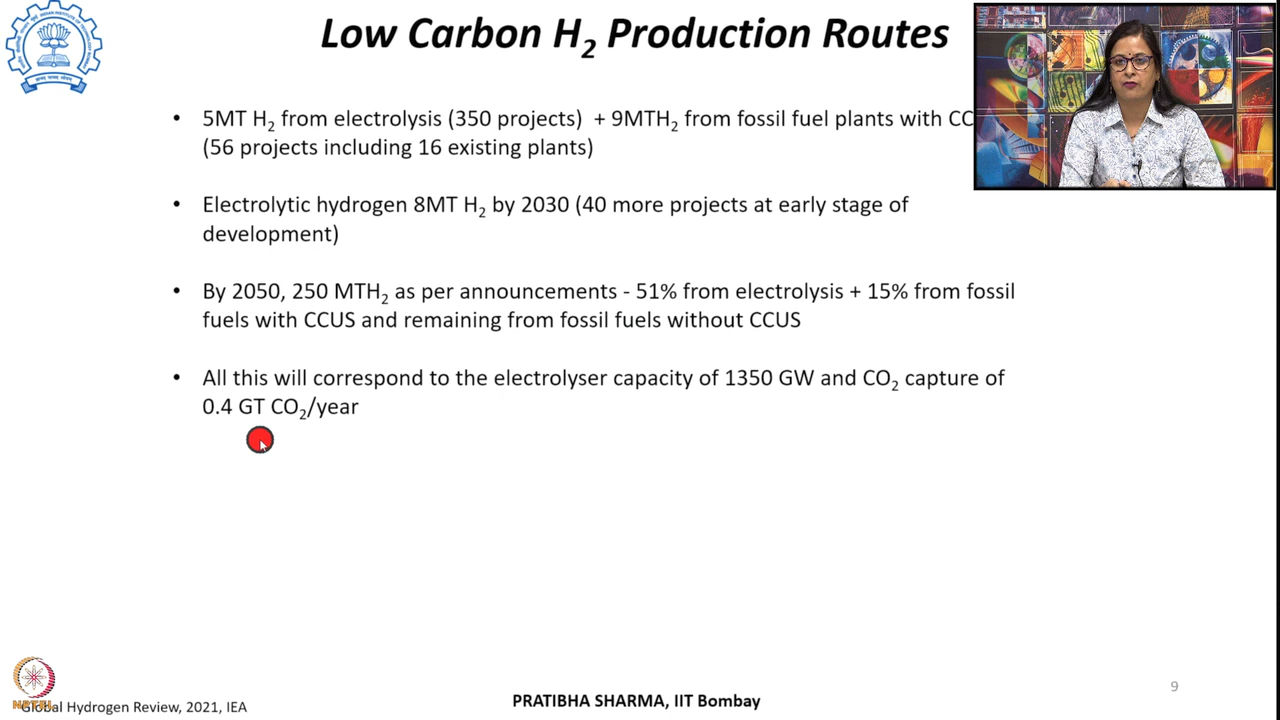 Low Carbon H₂ Production Routes
• 5MT H₂ from electrolysis (350 projects) + 9MTH₂ from fossil fuel plants with CC
(56 projects including 16 existing plants)
• Electrolytic hydrogen 8MT H₂ by 2030 (40 more projects at early stage of
development)
• By 2050, 250 MTH₂ as per announcements - 51% from electrolysis + 15% from fossil
fuels with CCUS and remaining from fossil fuels without CCUS
• All this will correspond to the electrolyser capacity of 1350 GW and CO₂ capture of
0.4 GT CO₂/year
9
PRATIBHA SHARMA, IIT Bombay
NPTEL
Global Hydrogen Review, 2021, IEA